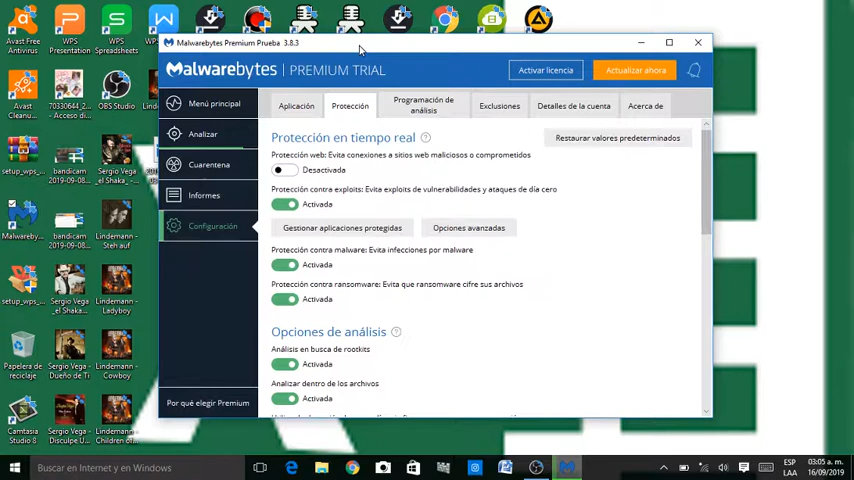 Malwarebytes Premium Prueba 3.8.3
Malwarebytes | PREMIUM TRIAL
Activar licencia
Actualizar ahora
Menú principal
Analizar
Cuarentena
Informes
Configuración
Por qué elegir Premium
Aplicación
Protección
Programación de
análisis
Exclusiones
Detalles de la cuenta
Acerca de
Protección en tiempo real ?
Restaurar valores predeterminados
Protección web: Evita conexiones a sitios web maliciosos o comprometidos
Desactivada
Protección contra exploits: Evita exploits de vulnerabilidades y ataques de día cero
Activada
Gestionar aplicaciones protegidas
Opciones avanzadas
Protección contra malware: Evita infecciones por malware
Activada
Protección contra ransomware: Evita que ransomware cifre sus archivos
Activada
Opciones de análisis ?
Análisis en busca de rootkits
Activada
Analizar dentro de los archivos
Activada
Avast Free
Antivirus
WPS
Presentation
WPS
Spreadsheets
Avast
Cleanu...
70330644_2...
- Acceso di...
OBS Studio
setup_wps_...
bandicam
2019-09-08...
Sergio Vega
_el Shaka_ -...
Malwareby...
bandicam
2019-09-08...
Lindemann
- Steh auf
setup_wps_...
Sergio Vega
_el Shaka...
Lindemann -
Ladyboy
Papelera de
reciclaje
Sergio Vega -
Dueño de Ti
Lindemann -
Cowboy
Camtasia
Studio 8
Sergio Vega -
Disculpe U...
Lindemann -
Children of...
Buscar en Internet y en Windows
ESP
LAA
03:05 a. m.
16/09/2019